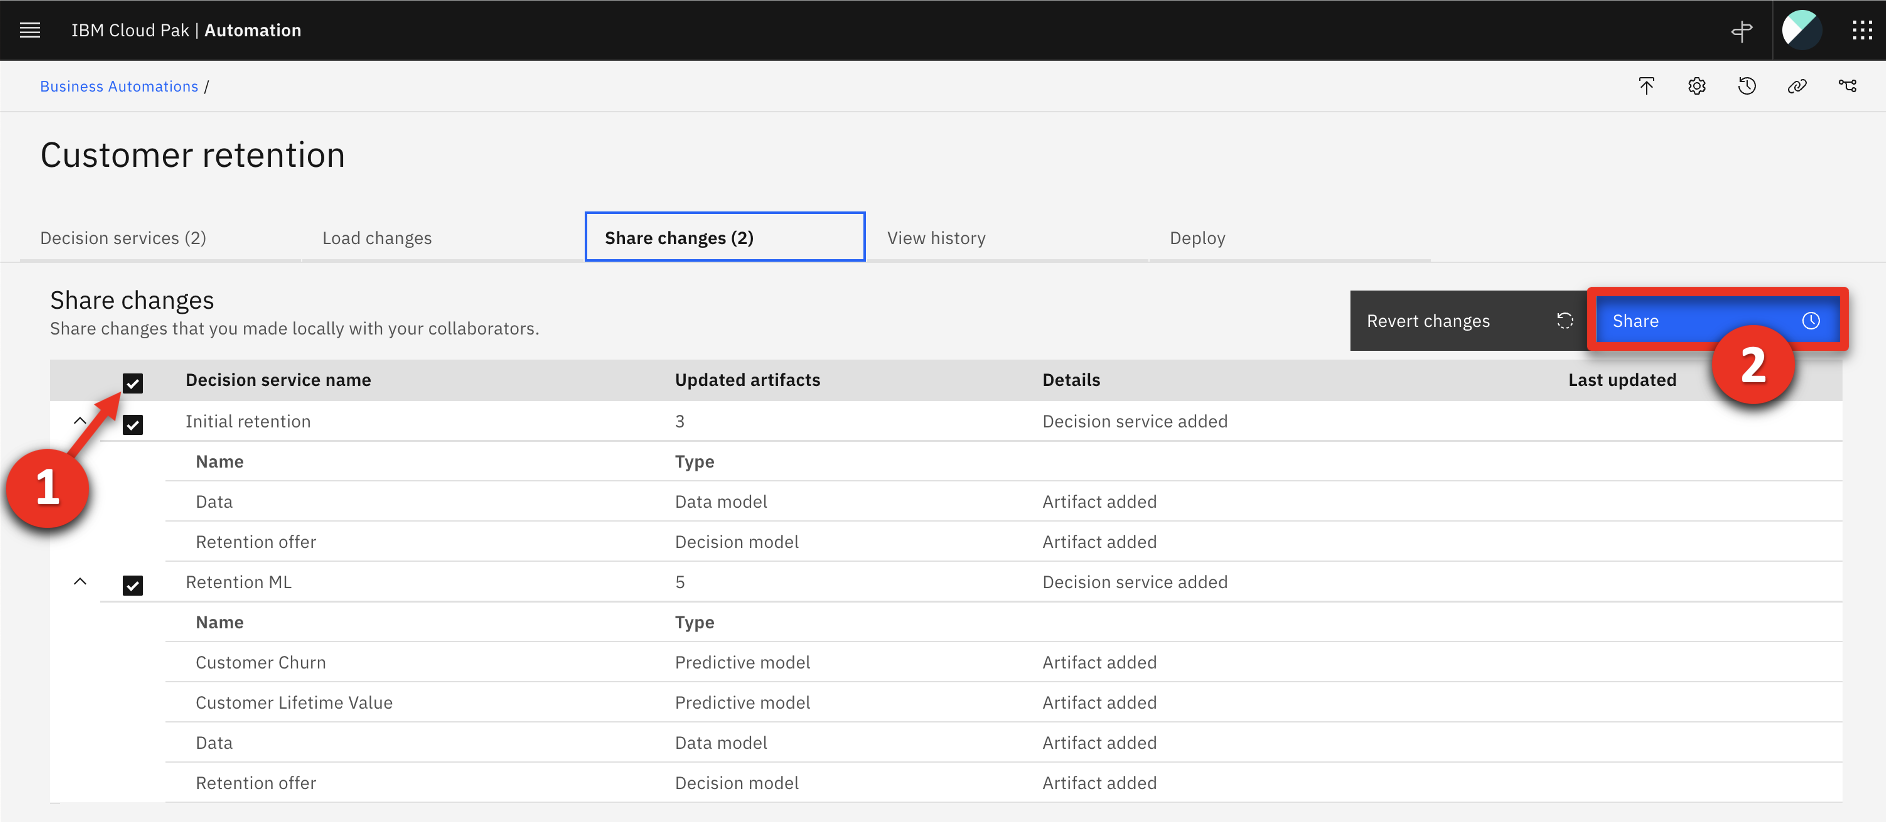 IBM Cloud Pak | Automation
Business Automations /
Customer retention
Decision services (2) Load changes Share changes (2) View history Deploy
Share changes
Share changes that you made locally with your collaborators.
Revert changes Share
2
Decision service name Updated artifacts Details Last updated
Initial retention 3 Decision service added
Name Type
1
Data Data model Artifact added
Retention offer Decision model Artifact added
Retention ML 5 Decision service added
Name Type
Customer Churn Predictive model Artifact added
Customer Lifetime Value Predictive model Artifact added
Data Data model Artifact added
Retention offer Decision model Artifact added